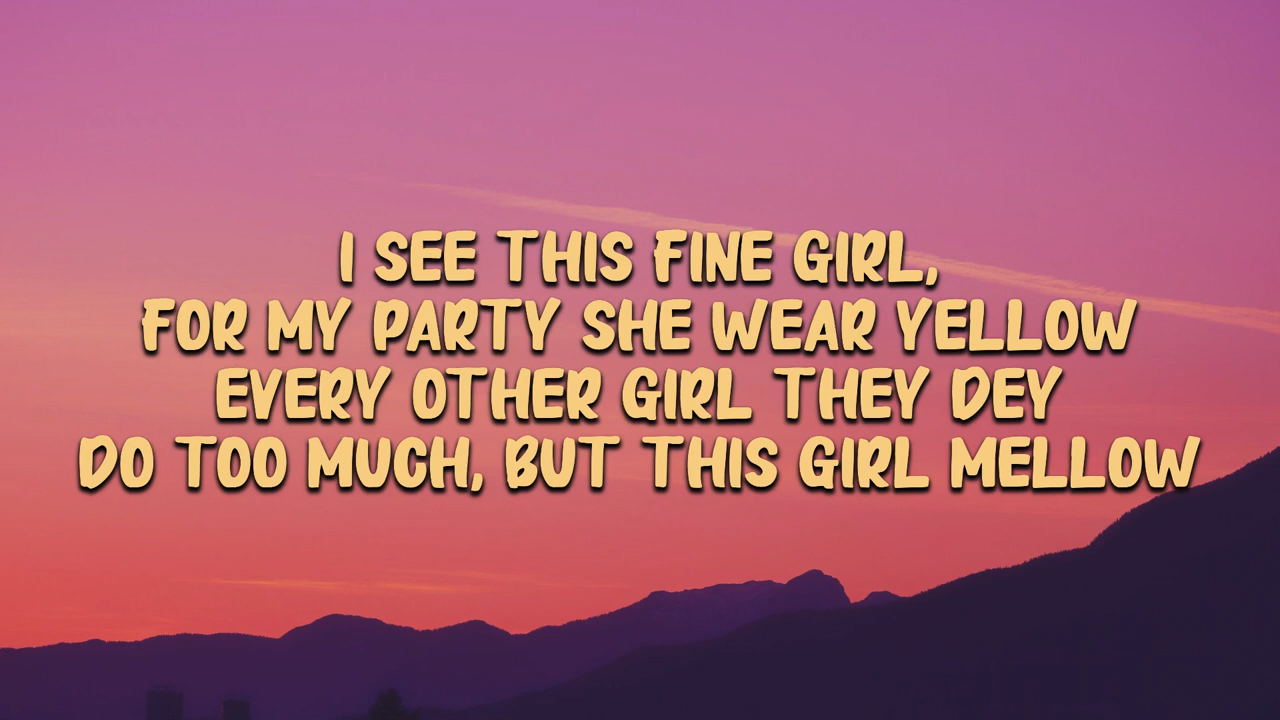 I SEE THIS FINE GIRL,
FOR MY PARTY SHE WEAR YELLOW
EVERY OTHER GIRL THEY DEY
DO TOO MUCH, BUT THIS GIRL MELLOW